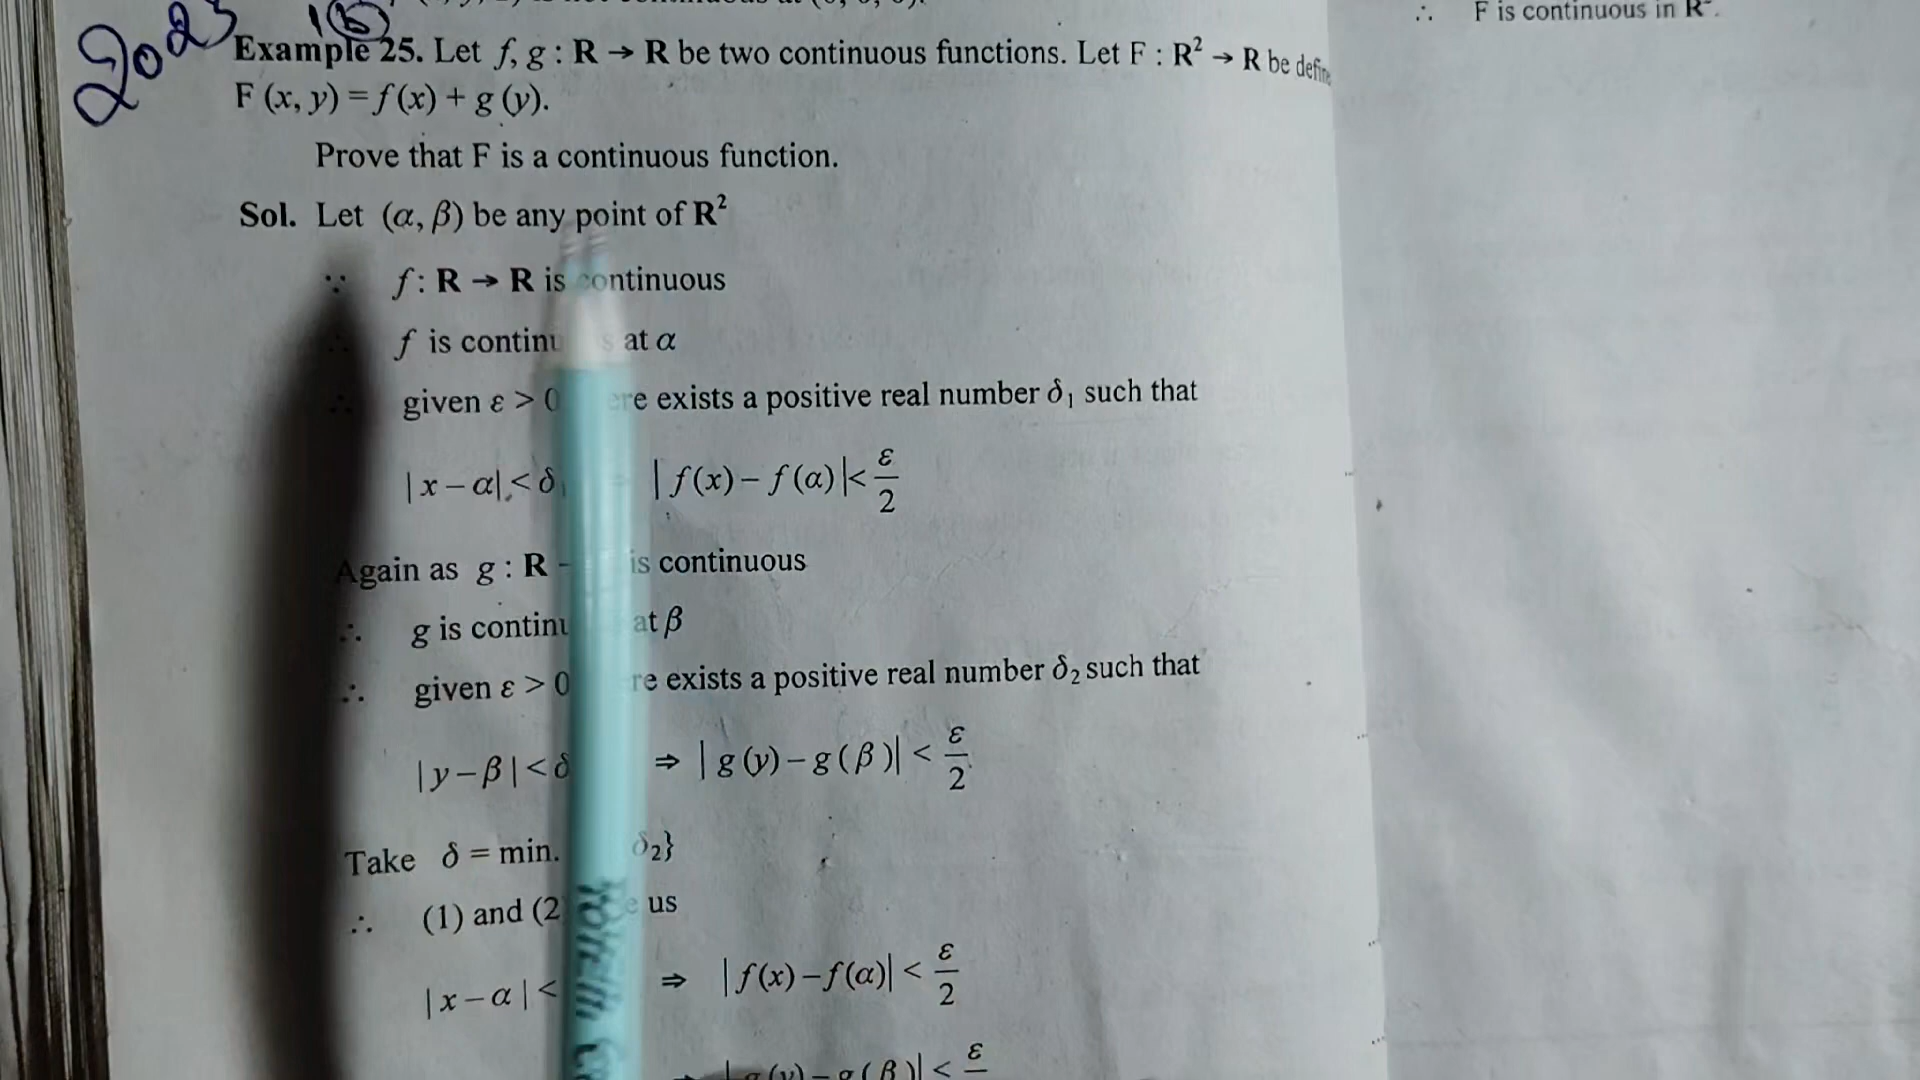 ∴ F is continuous in R².
2023 1(b)
Example 25. Let f, g : R → R be two continuous functions. Let F : R² → R be
F (x, y) = f (x) + g (y).
Prove that F is a continuous function.
Sol. Let (α, β) be any point of R²
∵ f : R → R is continuous
∴ f is at α
∴ given ε > 0 exists a positive real number δ₁ such that
| x – α | < δ | f (x) – f (α) | < ε/2
Again as g : R is continuous
∴ g is at β
∴ given ε > 0 exists a positive real number δ₂ such that
| y – β | < δ ⇒ | g (y) – g (β) | < ε/2
Take δ = min. δ₂}
∴ (1) and (2 us
| x – α | < ⇒ | f (x) – f (α) | < ε/2
| g (y) – g (β) | < ε